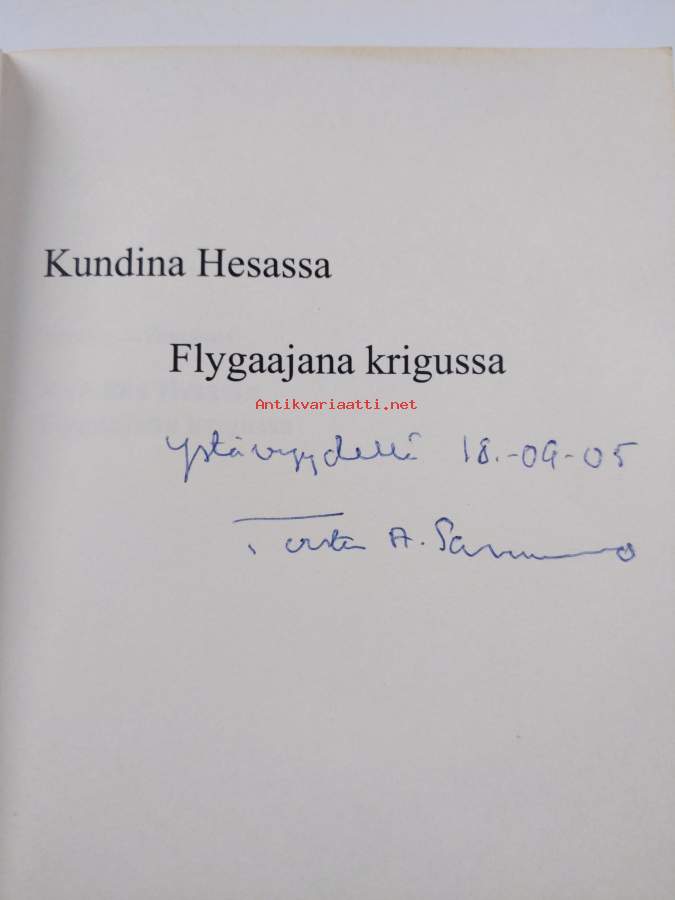 Kundina Hesassa
Flygaajana krigussa
Antikvariaatti.net
Ystävyydellä 18.-09-05
A.